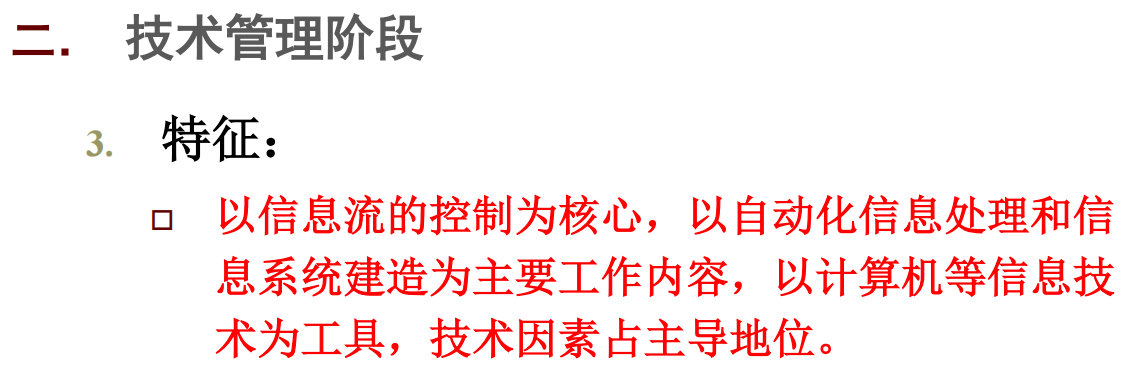 二. 技术管理阶段
3. 特征：
□ 以信息流的控制为核心，以自动化信息处理和信
息系统建造为主要工作内容，以计算机等信息技
术为工具，技术因素占主导地位。